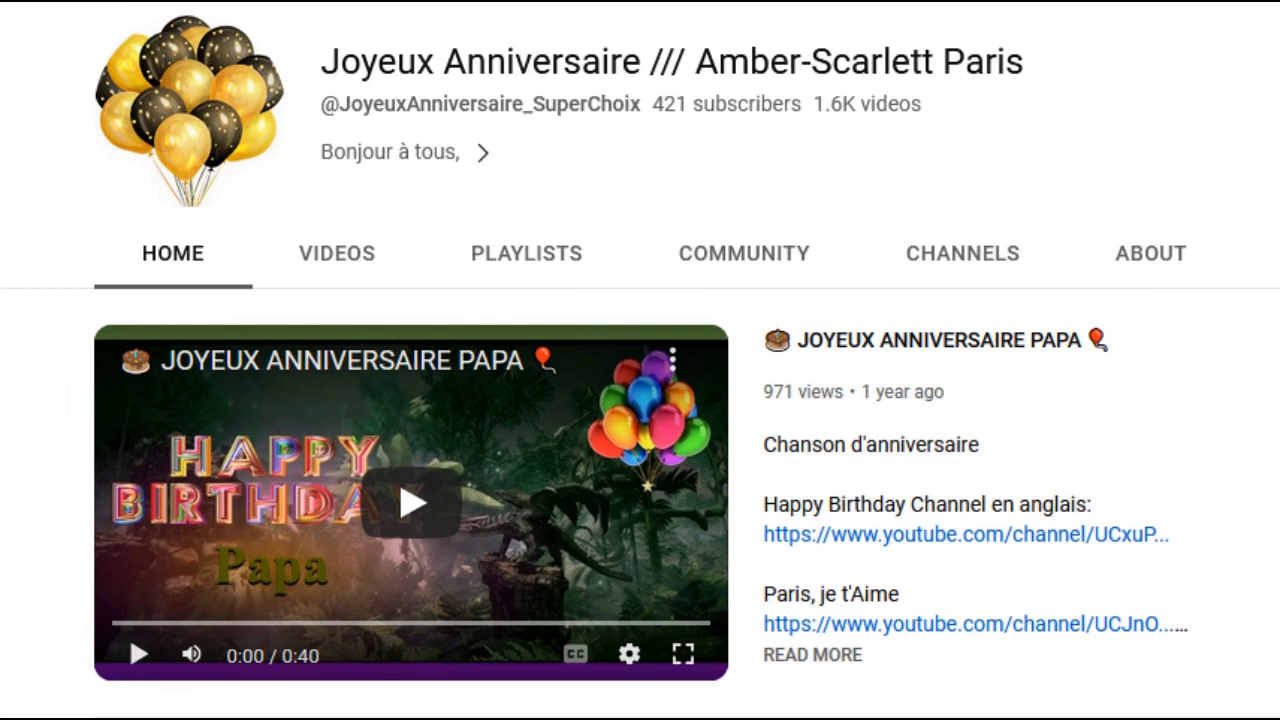 Joyeux Anniversaire /// Amber-Scarlett Paris
@JoyeuxAnniversaire_SuperChoix 421 subscribers 1.6K videos
Bonjour à tous,
HOME VIDEOS PLAYLISTS COMMUNITY CHANNELS ABOUT
JOYEUX ANNIVERSAIRE PAPA
HAPPY
BIRTHDAY
Papa
0:00 / 0:40
CC
JOYEUX ANNIVERSAIRE PAPA
971 views • 1 year ago
Chanson d'anniversaire
Happy Birthday Channel en anglais:
https://www.youtube.com/channel/UCxuP...
Paris, je t'Aime
https://www.youtube.com/channel/UCJnO......
READ MORE